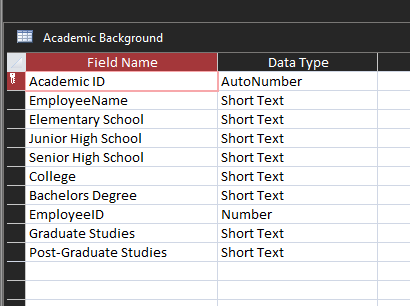 Academic Background
Field Name Data Type
Academic ID AutoNumber
EmployeeName Short Text
Elementary School Short Text
Junior High School Short Text
Senior High School Short Text
College Short Text
Bachelors Degree Short Text
EmployeeID Number
Graduate Studies Short Text
Post-Graduate Studies Short Text